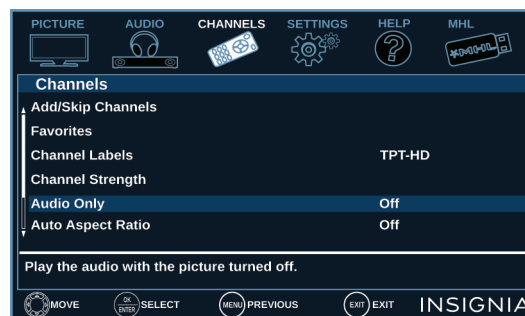 PICTURE AUDIO CHANNELS SETTINGS HELP MHL
MHL
Channels
Add/Skip Channels
Favorites
Channel Labels TPT-HD
Channel Strength
Audio Only Off
Auto Aspect Ratio Off
Play the audio with the picture turned off.
MOVE OK ENTER SELECT MENU PREVIOUS EXIT EXIT INSIGNIA